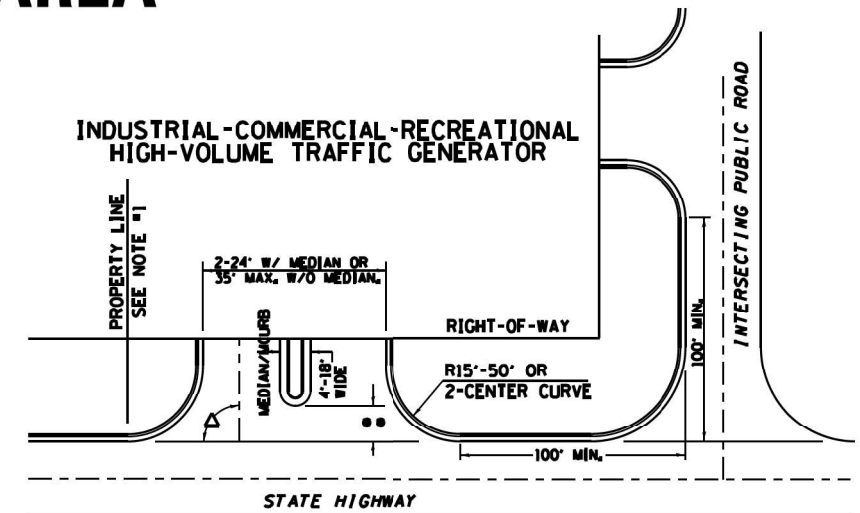 INDUSTRIAL-COMMERCIAL-RECREATIONAL
HIGH-VOLUME TRAFFIC GENERATOR
PROPERTY LINE
SEE NOTE #1
2-24' W/ MEDIAN OR
35' MAX. W/O MEDIAN.
MEDIAN/MCURB
4'-18'
WIDE
RIGHT-OF-WAY
R15'-50' OR
2-CENTER CURVE
100' MIN.
100' MIN.
INTERSECTING PUBLIC ROAD
STATE HIGHWAY